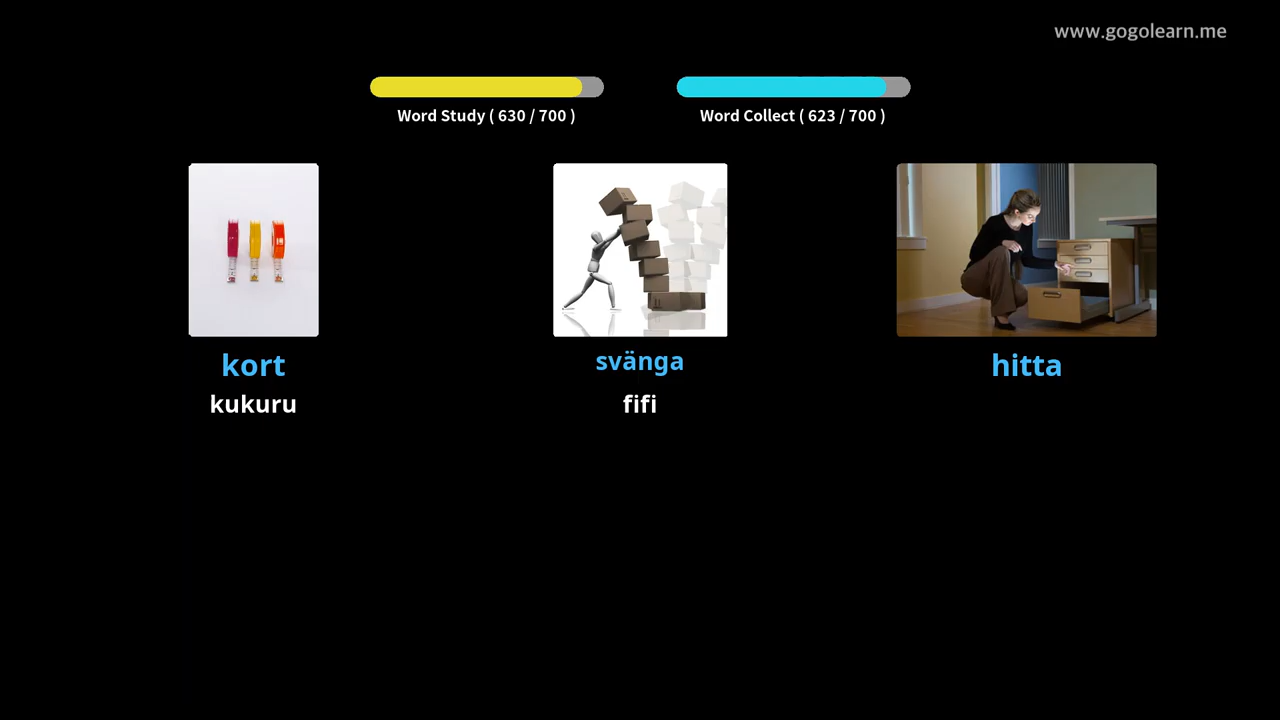 www.gogolearn.me
Word Study ( 630 / 700 )
Word Collect ( 623 / 700 )
kort
svänga
hitta
kukuru
fifi